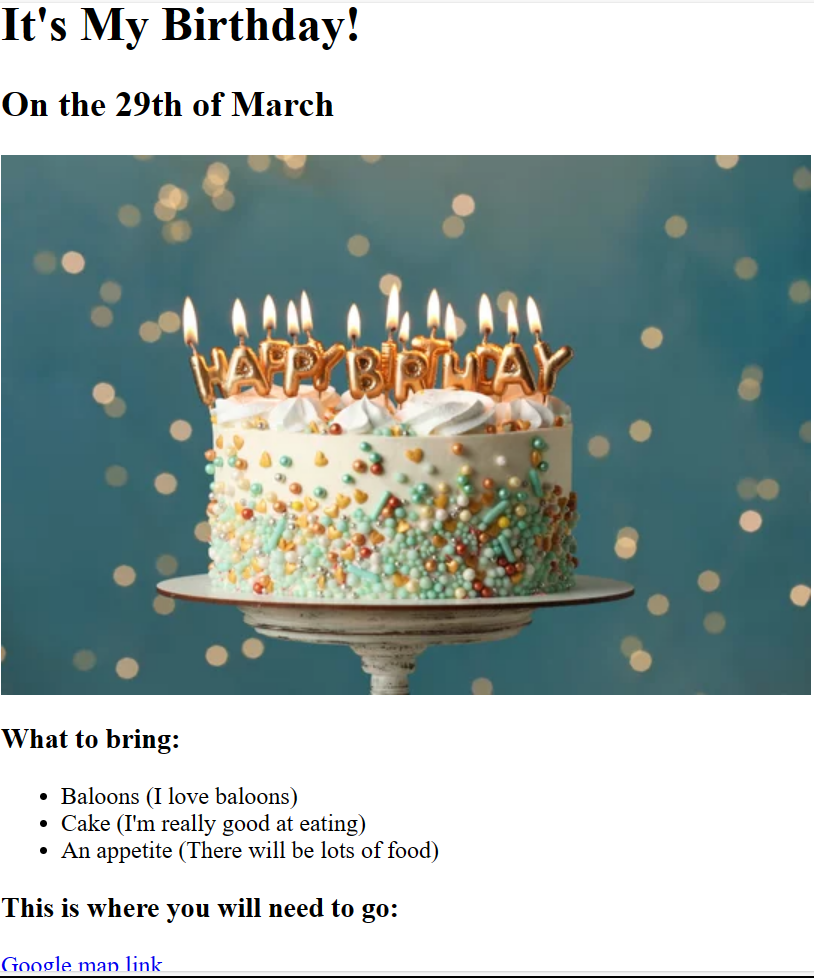 It's My Birthday!
On the 29th of March
HAPPY BIRTHDAY
What to bring:
Baloons (I love baloons)
Cake (I'm really good at eating)
An appetite (There will be lots of food)
This is where you will need to go:
Google map link